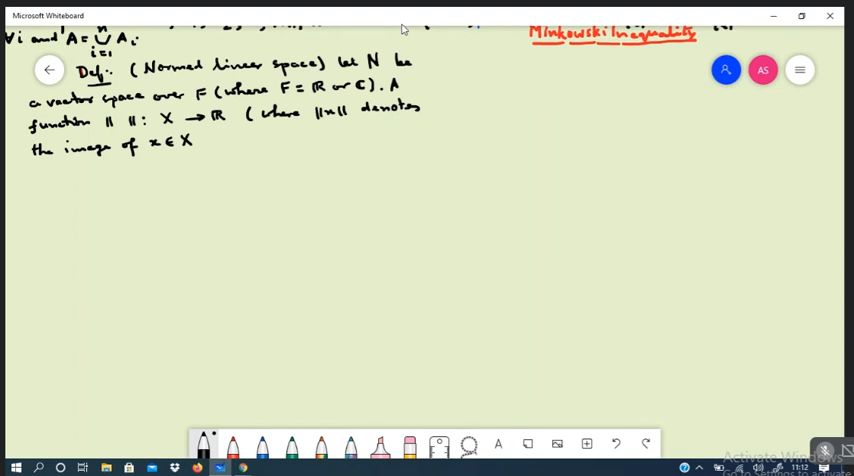 Microsoft Whiteboard
Minkowski Inequality
∀i and A = ∪ Ai.
i=1
Def:- (Normed linear space) let N be
a vector space over F (where F = ℝ or ℂ). A
function || || : X → ℝ (where ||x|| denotes
the image of x ∈ X
AS
A
Activate Windows
Go to Settings to activate
11:12